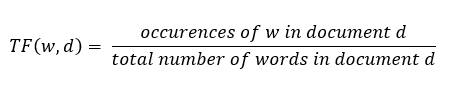 TF(w, d) = occurences of w in document d / total number of words in document d